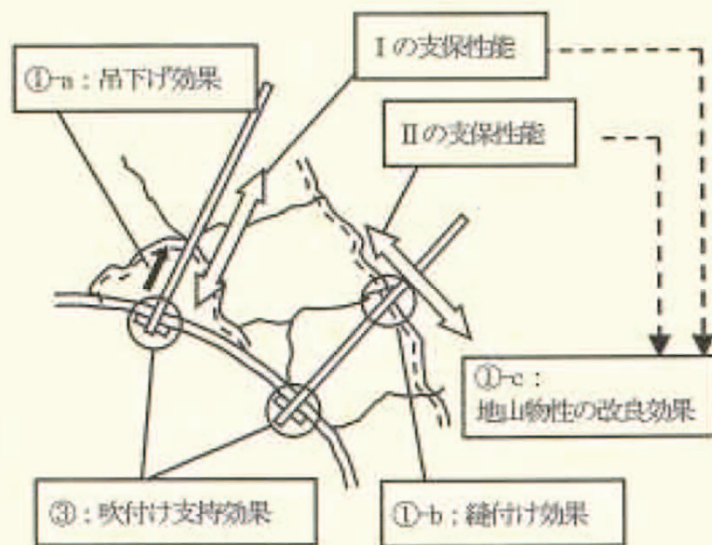 Ⅰの支保性能
①-a：吊下げ効果
Ⅱの支保性能
①-c：
地山物性の改良効果
③：吹付け支持効果
①-b：縫付け効果